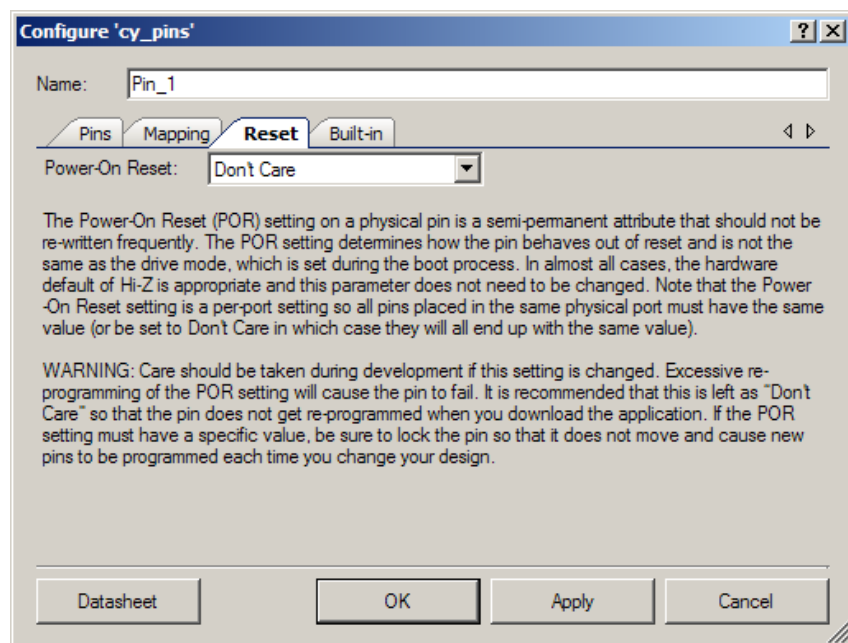 Configure 'cy_pins'
Name: Pin_1
Pins Mapping Reset Built-in
Power-On Reset: Don't Care
The Power-On Reset (POR) setting on a physical pin is a semi-permanent attribute that should not be
re-written frequently. The POR setting determines how the pin behaves out of reset and is not the
same as the drive mode, which is set during the boot process. In almost all cases, the hardware
default of Hi-Z is appropriate and this parameter does not need to be changed. Note that the Power
-On Reset setting is a per-port setting so all pins placed in the same physical port must have the same
value (or be set to Don't Care in which case they will all end up with the same value).
WARNING: Care should be taken during development if this setting is changed. Excessive re-
programming of the POR setting will cause the pin to fail. It is recommended that this is left as "Don't
Care" so that the pin does not get re-programmed when you download the application. If the POR
setting must have a specific value, be sure to lock the pin so that it does not move and cause new
pins to be programmed each time you change your design.
Datasheet OK Apply Cancel